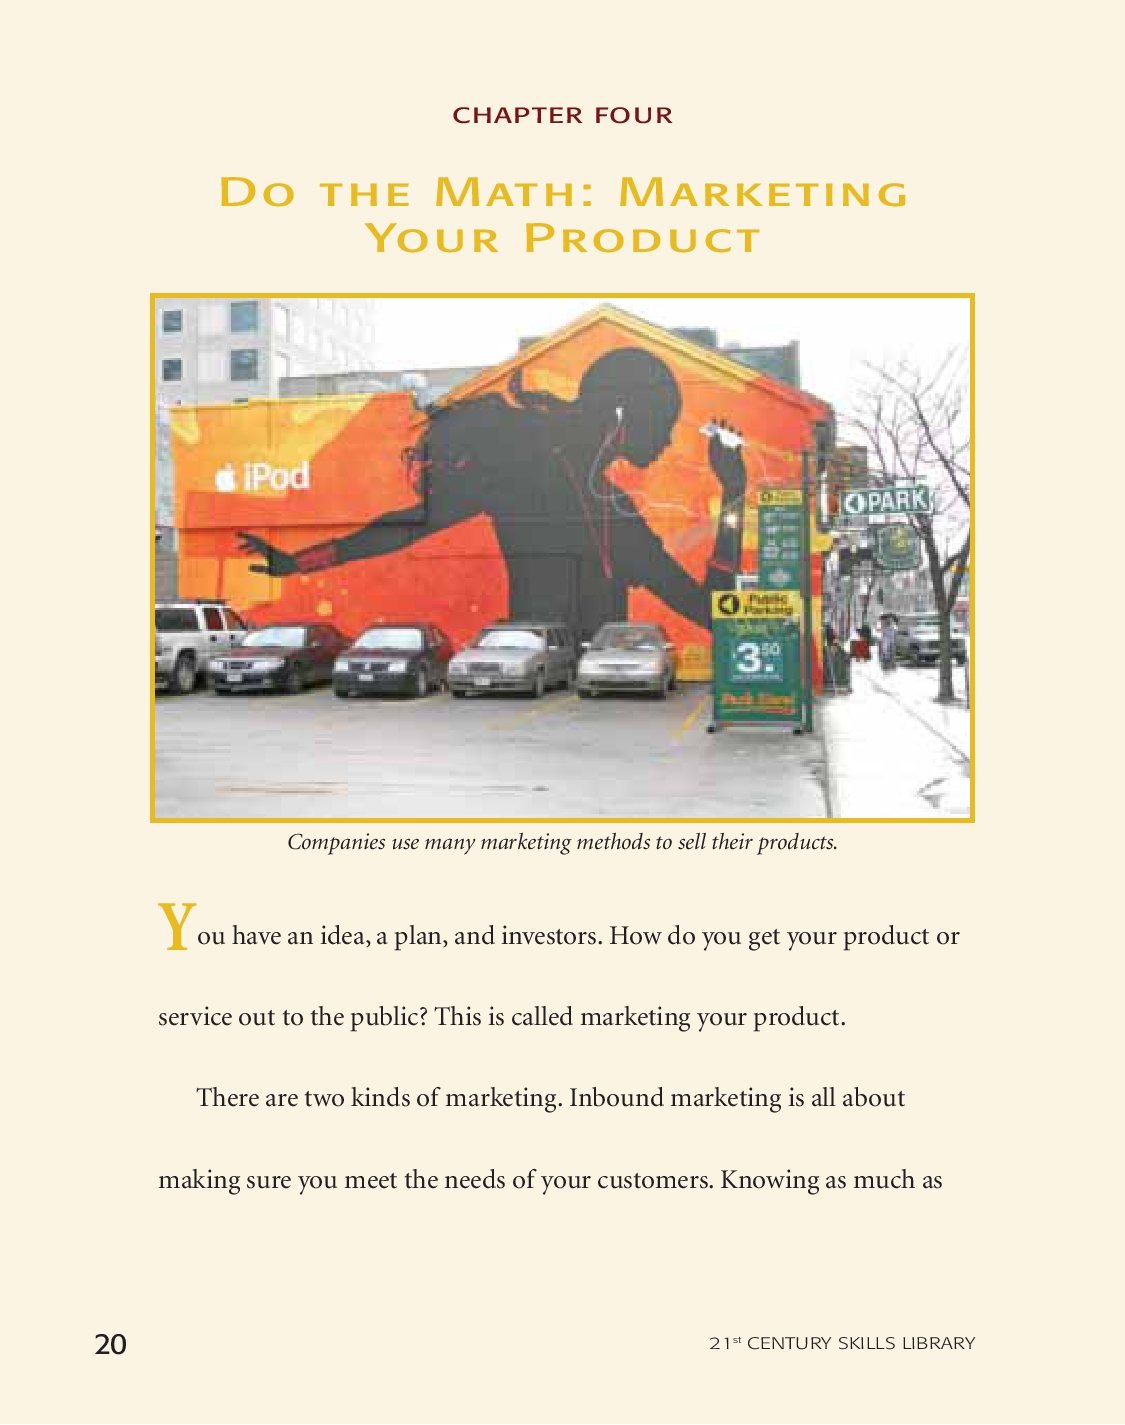 CHAPTER FOUR
DO THE MATH: MARKETING
YOUR PRODUCT
iPod
PARK
Public
Parking
3.50
Park Here!
Companies use many marketing methods to sell their products.
You have an idea, a plan, and investors. How do you get your product or
service out to the public? This is called marketing your product.
There are two kinds of marketing. Inbound marketing is all about
making sure you meet the needs of your customers. Knowing as much as
20
21st CENTURY SKILLS LIBRARY